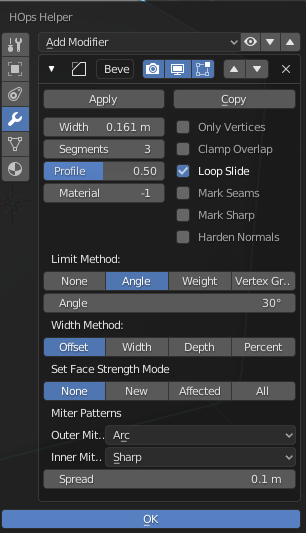 HOps Helper
Add Modifier
Beve
Apply Copy
Width 0.161 m Only Vertices
Segments 3 Clamp Overlap
Profile 0.50 Loop Slide
Material -1 Mark Seams
Mark Sharp
Harden Normals
Limit Method:
None Angle Weight Vertex Gr..
Angle 30°
Width Method:
Offset Width Depth Percent
Set Face Strength Mode
None New Affected All
Miter Patterns
Outer Mit.. Arc
Inner Mit.. Sharp
Spread 0.1 m
OK